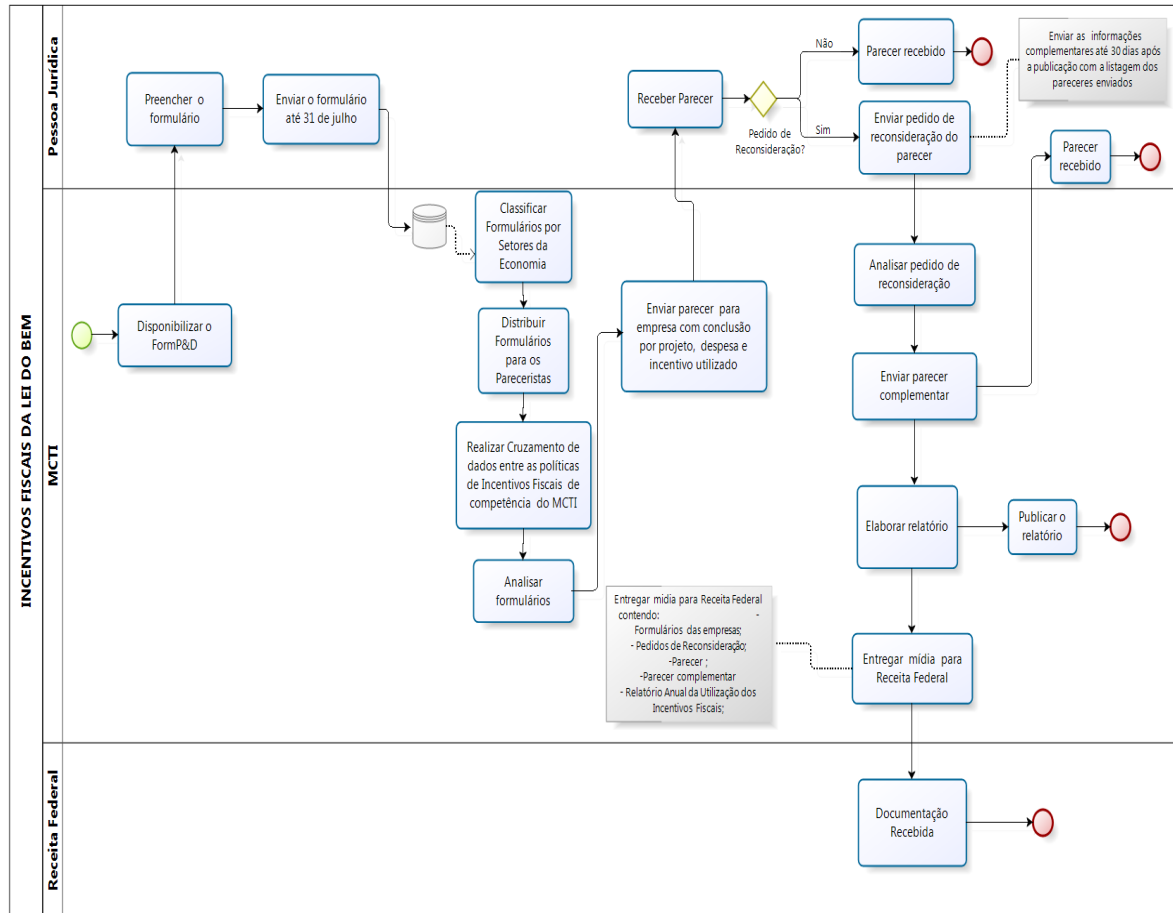 INCENTIVOS FISCAIS DA LEI DO BEM
Pessoa Jurídica
Preencher o
formulário
Enviar o formulário
até 31 de julho
Receber Parecer
Pedido de
Reconsideração?
Não
Sim
Parecer recebido
Enviar pedido de
reconsideração do
parecer
Enviar as informações
complementares até 30 dias após
a publicação com a listagem dos
pareceres enviados
Parecer
recebido
MCTI
Disponibilizar o
FormP&D
Classificar
Formulários por
Setores da
Economia
Distribuir
Formulários
para os
Pareceristas
Realizar Cruzamento de
dados entre as políticas
de Incentivos Fiscais de
competência do MCTI
Analisar
formulários
Enviar parecer para
empresa com conclusão
por projeto, despesa e
incentivo utilizado
Analisar pedido de
reconsideração
Enviar parecer
complementar
Elaborar relatório
Publicar o
relatório
Entregar mídia para Receita Federal
contendo: -
Formulários das empresas;
- Pedidos de Reconsideração;
-Parecer ;
-Parecer complementar
- Relatório Anual da Utilização dos
Incentivos Fiscais;
Entregar mídia para
Receita Federal
Receita Federal
Documentação
Recebida